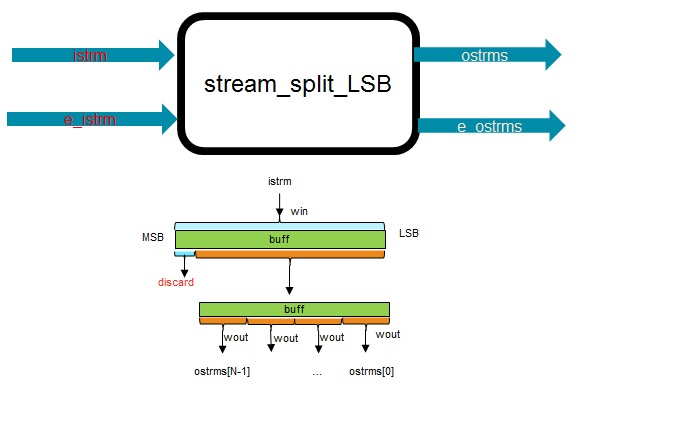 istrm
ostrms
stream_split_LSB
e_istrm
e_ostrms
istrm
win
MSB
buff
LSB
discard
buff
wout
wout
wout
wout
ostrms[N-1]
...
ostrms[0]